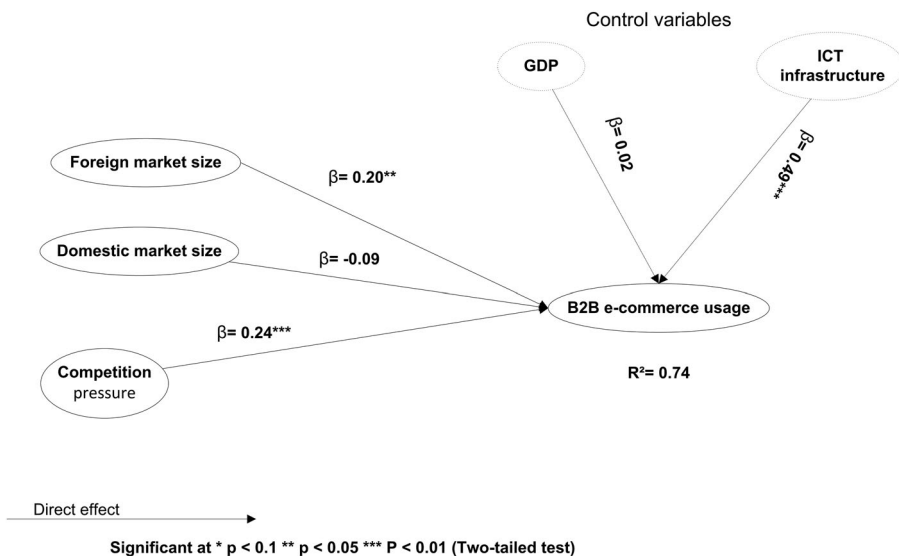 Control variables
GDP
ICT
infrastructure
β= 0.02
β= 0.49***
Foreign market size
β= 0.20**
Domestic market size
β= -0.09
B2B e-commerce usage
β= 0.24***
Competition
pressure
R²= 0.74
Direct effect
Significant at * p < 0.1 ** p < 0.05 *** P < 0.01 (Two-tailed test)